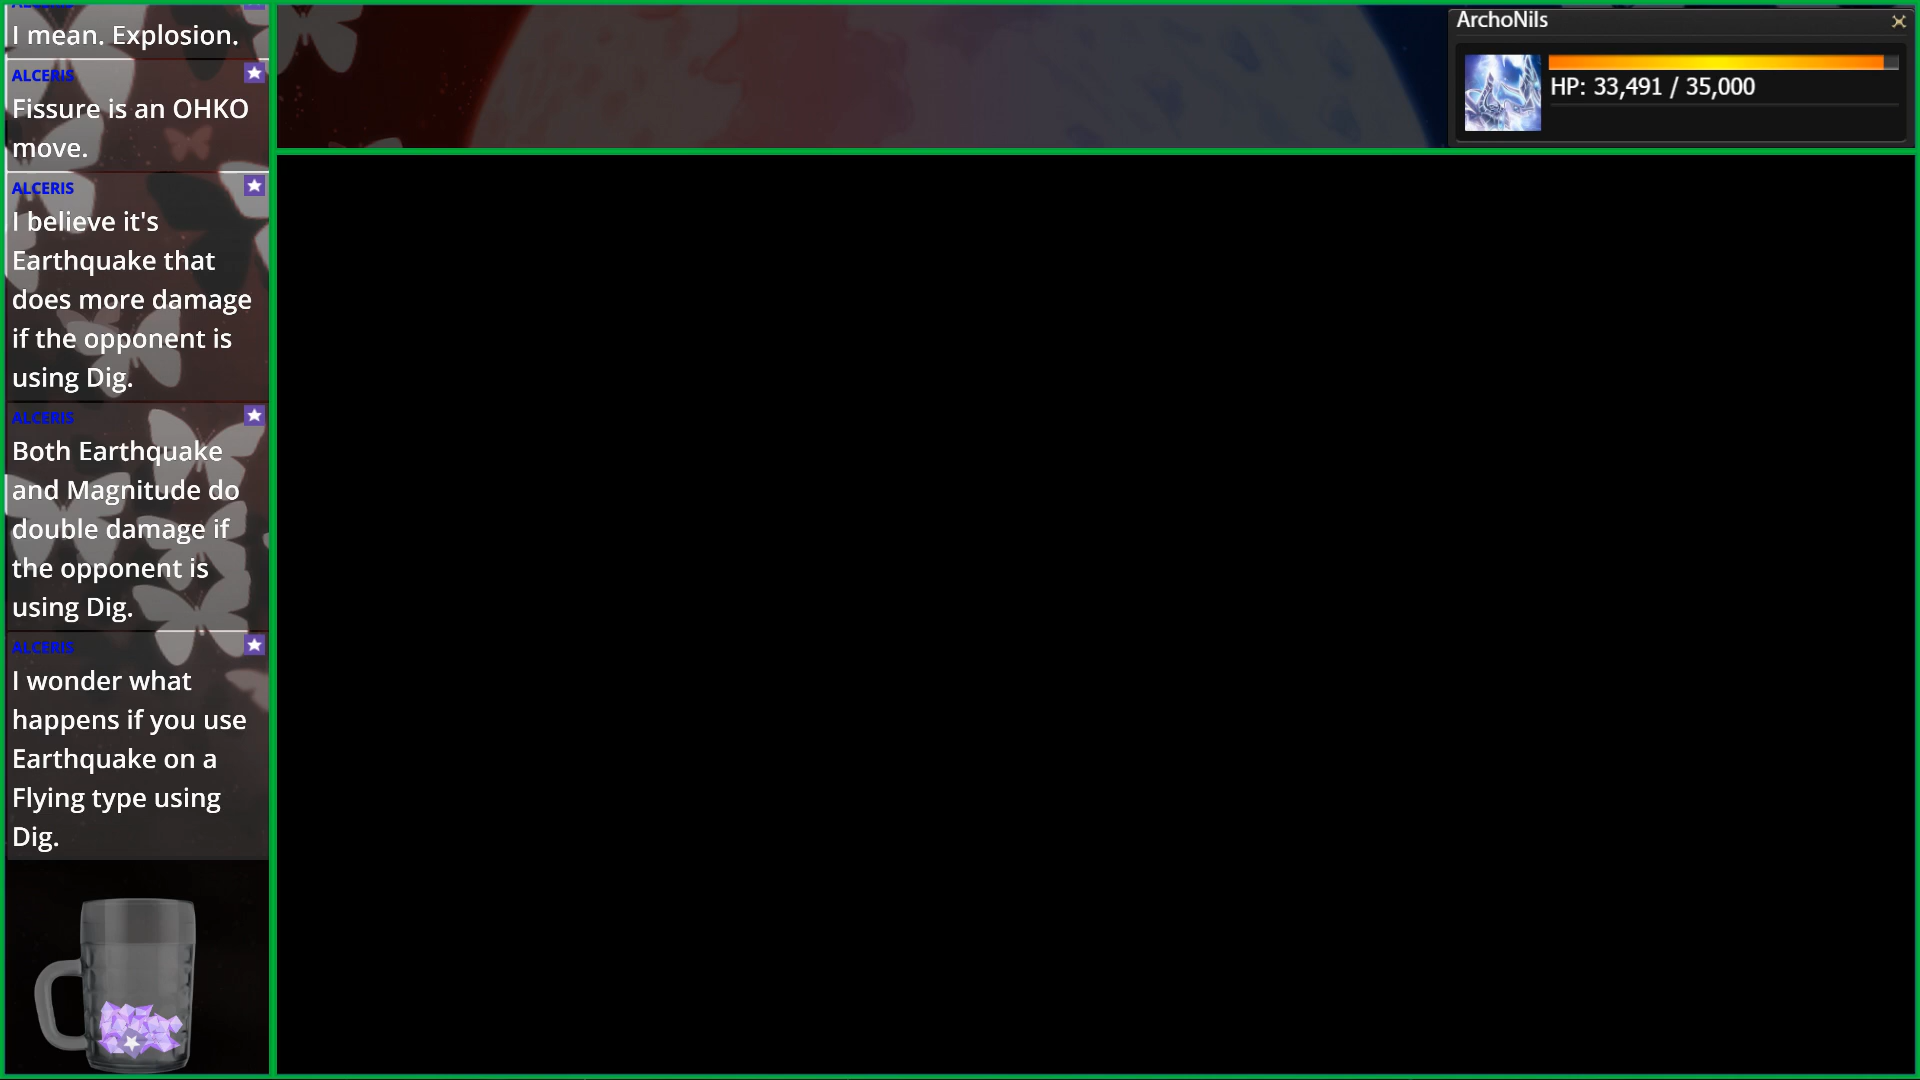 ALCERIS
I mean. Explosion.
ALCERIS
Fissure is an OHKO
move.
ALCERIS
I believe it's
Earthquake that
does more damage
if the opponent is
using Dig.
ALCERIS
Both Earthquake
and Magnitude do
double damage if
the opponent is
using Dig.
ALCERIS
I wonder what
happens if you use
Earthquake on a
Flying type using
Dig.
ArchoNils
HP: 33,491 / 35,000